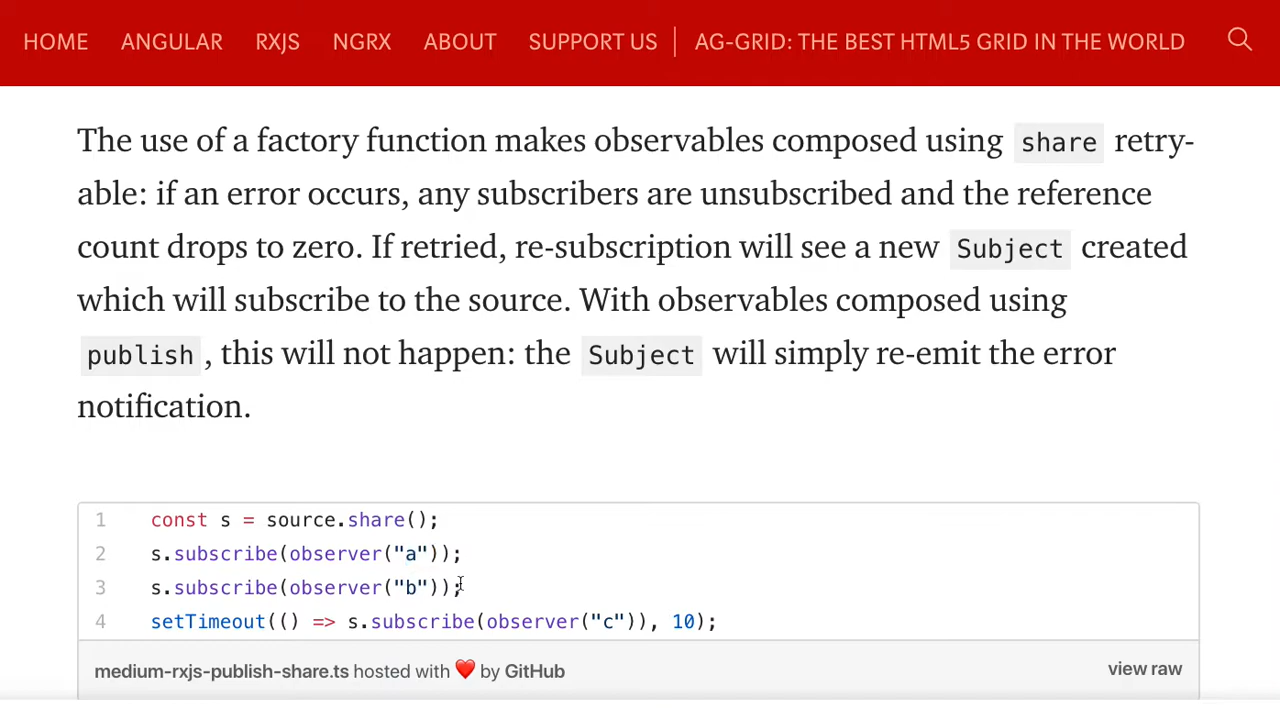 HOME ANGULAR RXJS NGRX ABOUT SUPPORT US AG-GRID: THE BEST HTML5 GRID IN THE WORLD
The use of a factory function makes observables composed using share retry-
able: if an error occurs, any subscribers are unsubscribed and the reference
count drops to zero. If retried, re-subscription will see a new Subject created
which will subscribe to the source. With observables composed using
publish, this will not happen: the Subject will simply re-emit the error
notification.
1 const s = source.share();
2 s.subscribe(observer("a"));
3 s.subscribe(observer("b"));
4 setTimeout(() => s.subscribe(observer("c")), 10);
medium-rxjs-publish-share.ts hosted with ❤ by GitHub view raw